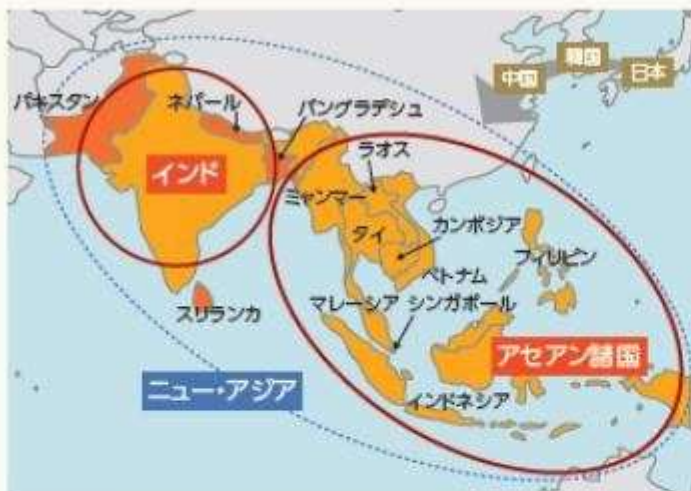 パキスタン
ネパール
バングラデシュ
インド
スリランカ
中国
韓国
日本
ラオス
ミャンマー
タイ
カンボジア
ベトナム
フィリピン
マレーシア
シンガポール
アセアン諸国
インドネシア
ニュー・アジア